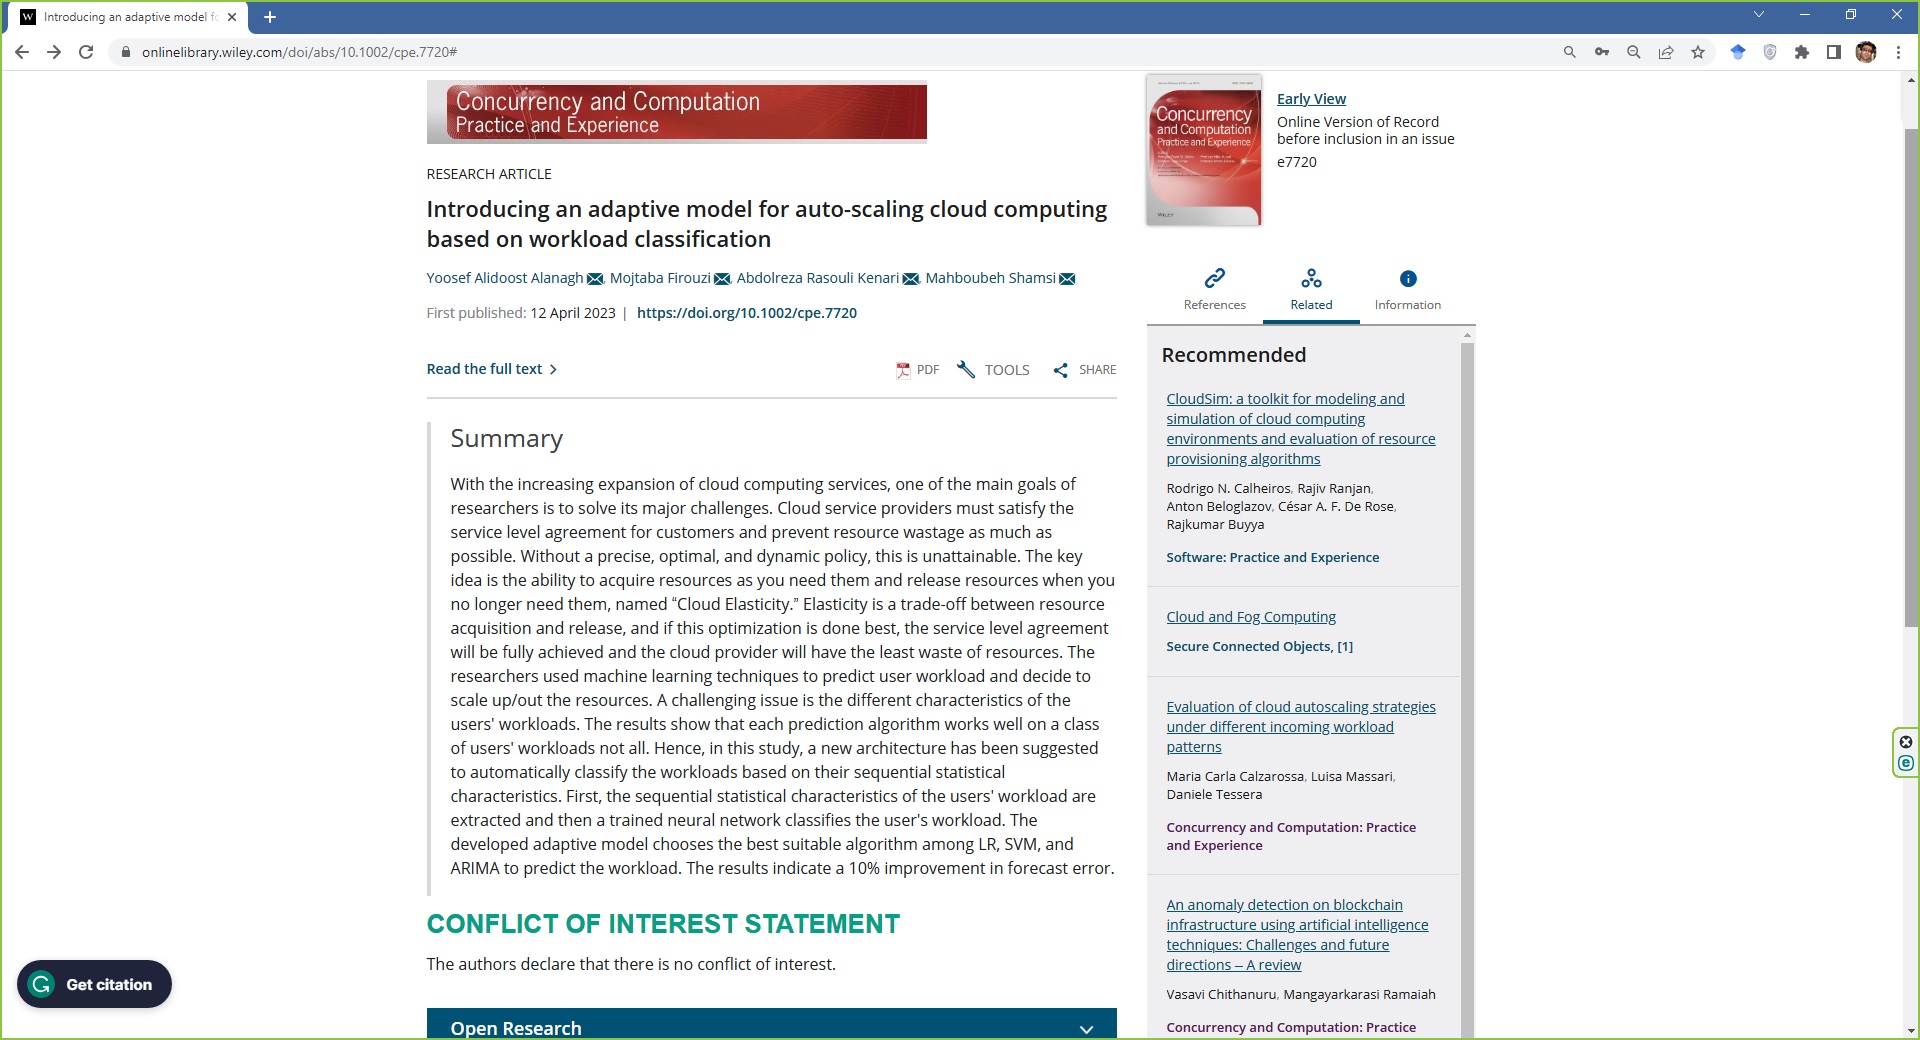 Introducing an adaptive model fo
onlinelibrary.wiley.com/doi/abs/10.1002/cpe.7720#
Concurrency and Computation
Practice and Experience
RESEARCH ARTICLE
Introducing an adaptive model for auto-scaling cloud computing
based on workload classification
Yoosef Alidoost Alanagh, Mojtaba Firouzi, Abdolreza Rasouli Kenari, Mahboubeh Shamsi
First published: 12 April 2023 | https://doi.org/10.1002/cpe.7720
Read the full text
PDF TOOLS SHARE
Summary
With the increasing expansion of cloud computing services, one of the main goals of
researchers is to solve its major challenges. Cloud service providers must satisfy the
service level agreement for customers and prevent resource wastage as much as
possible. Without a precise, optimal, and dynamic policy, this is unattainable. The key
idea is the ability to acquire resources as you need them and release resources when you
no longer need them, named “Cloud Elasticity.” Elasticity is a trade-off between resource
acquisition and release, and if this optimization is done best, the service level agreement
will be fully achieved and the cloud provider will have the least waste of resources. The
researchers used machine learning techniques to predict user workload and decide to
scale up/out the resources. A challenging issue is the different characteristics of the
users' workloads. The results show that each prediction algorithm works well on a class
of users' workloads not all. Hence, in this study, a new architecture has been suggested
to automatically classify the workloads based on their sequential statistical
characteristics. First, the sequential statistical characteristics of the users' workload are
extracted and then a trained neural network classifies the user's workload. The
developed adaptive model chooses the best suitable algorithm among LR, SVM, and
ARIMA to predict the workload. The results indicate a 10% improvement in forecast error.
CONFLICT OF INTEREST STATEMENT
The authors declare that there is no conflict of interest.
Open Research
Get citation
Concurrency
and Computation
Practice and Experience
WILEY
Early View
Online Version of Record
before inclusion in an issue
e7720
References Related Information
Recommended
CloudSim: a toolkit for modeling and
simulation of cloud computing
environments and evaluation of resource
provisioning algorithms
Rodrigo N. Calheiros, Rajiv Ranjan,
Anton Beloglazov, César A. F. De Rose,
Rajkumar Buyya
Software: Practice and Experience
Cloud and Fog Computing
Secure Connected Objects, [1]
Evaluation of cloud autoscaling strategies
under different incoming workload
patterns
Maria Carla Calzarossa, Luisa Massari,
Daniele Tessera
Concurrency and Computation: Practice
and Experience
An anomaly detection on blockchain
infrastructure using artificial intelligence
techniques: Challenges and future
directions – A review
Vasavi Chithanuru, Mangayarkarasi Ramaiah
Concurrency and Computation: Practice